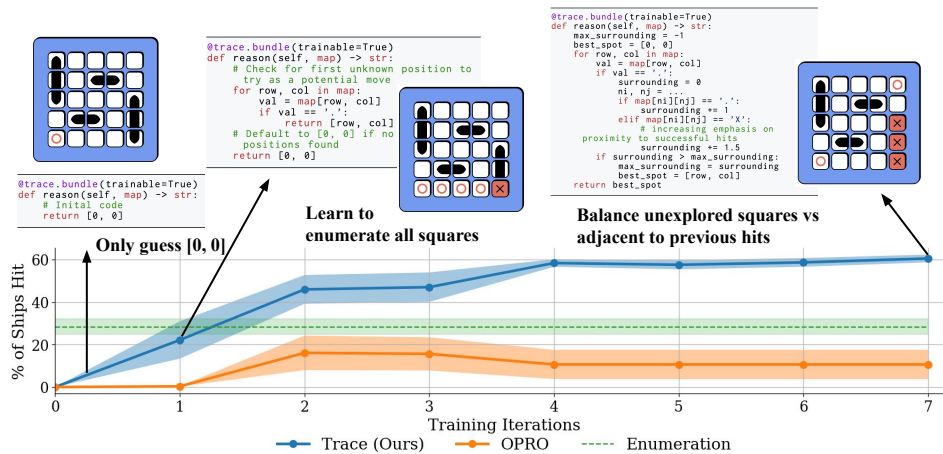 @trace.bundle(trainable=True)
def reason(self, map) -> str:
# Inital code
return [0, 0]
Only guess [0, 0]
@trace.bundle(trainable=True)
def reason(self, map) -> str:
# Check for first unknown position to
try as a potential move
for row, col in map:
val = map[row, col]
if val == '.':
return [row, col]
# Default to [0, 0] if no
positions found
return [0, 0]
Learn to
enumerate all squares
@trace.bundle(trainable=True)
def reason(self, map) -> str:
max_surrounding = -1
best_spot = [0, 0]
for row, col in map:
val = map[row, col]
if val == '.':
surrounding = 0
ni, nj = ...
if map[ni][nj] == '.':
surrounding += 1
elif map[ni][nj] == 'X':
# increasing emphasis on
proximity to successful hits
surrounding += 1.5
if surrounding > max_surrounding:
max_surrounding = surrounding
best_spot = [row, col]
return best_spot
Balance unexplored squares vs
adjacent to previous hits
% of Ships Hit
60
40
20
0
0 1 2 3 4 5 6 7
Training Iterations
Trace (Ours) OPRO Enumeration